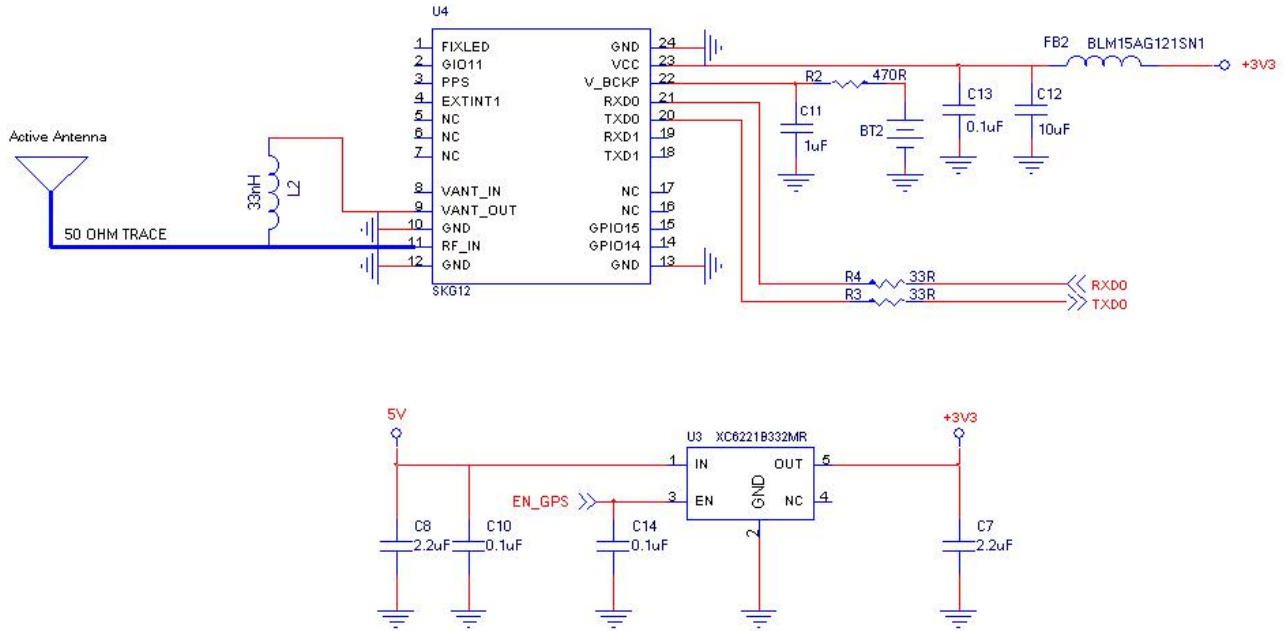 U4
1 FIXLED GND 24
FB2 BLM15AG121SN1
2 GIO11 VCC 23
+3V3
3 PPS V_BCKP 22
R2 470R
4 EXTINT1 RXD0 21
5 NC TXD0 20
6 NC RXD1 19
7 NC TXD1 18
C11
1uF
BT2
C13
0.1uF
C12
10uF
Active Antenna
33nH
L2
8 VANT_IN NC 17
9 VANT_OUT NC 16
10 GND GPIO15 15
50 OHM TRACE
11 RF_IN GPIO14 14
12 GND GND 13
SKG12
R4 33R
RXD0
R3 33R
TXD0
5V
+3V3
U3 XC6221B332MR
1 IN OUT 5
EN_GPS
3 EN GND NC 4
2
C8
2.2uF
C10
0.1uF
C14
0.1uF
C7
2.2uF